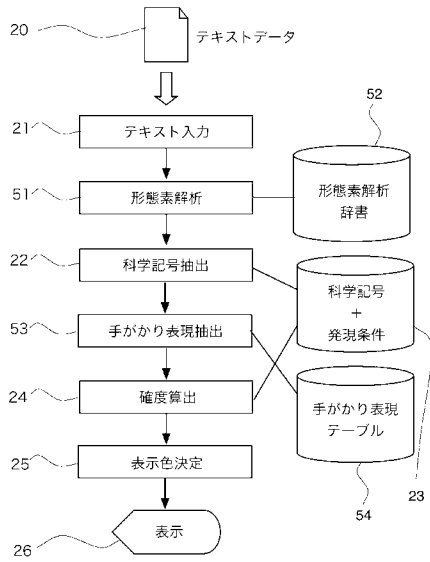 20
テキストデータ
21
テキスト入力
52
51
形態素解析
形態素解析
辞書
22
科学記号抽出
科学記号
+
発現条件
53
手がかり表現抽出
24
確度算出
手がかり表現
テーブル
25
表示色決定
23
54
26
表示